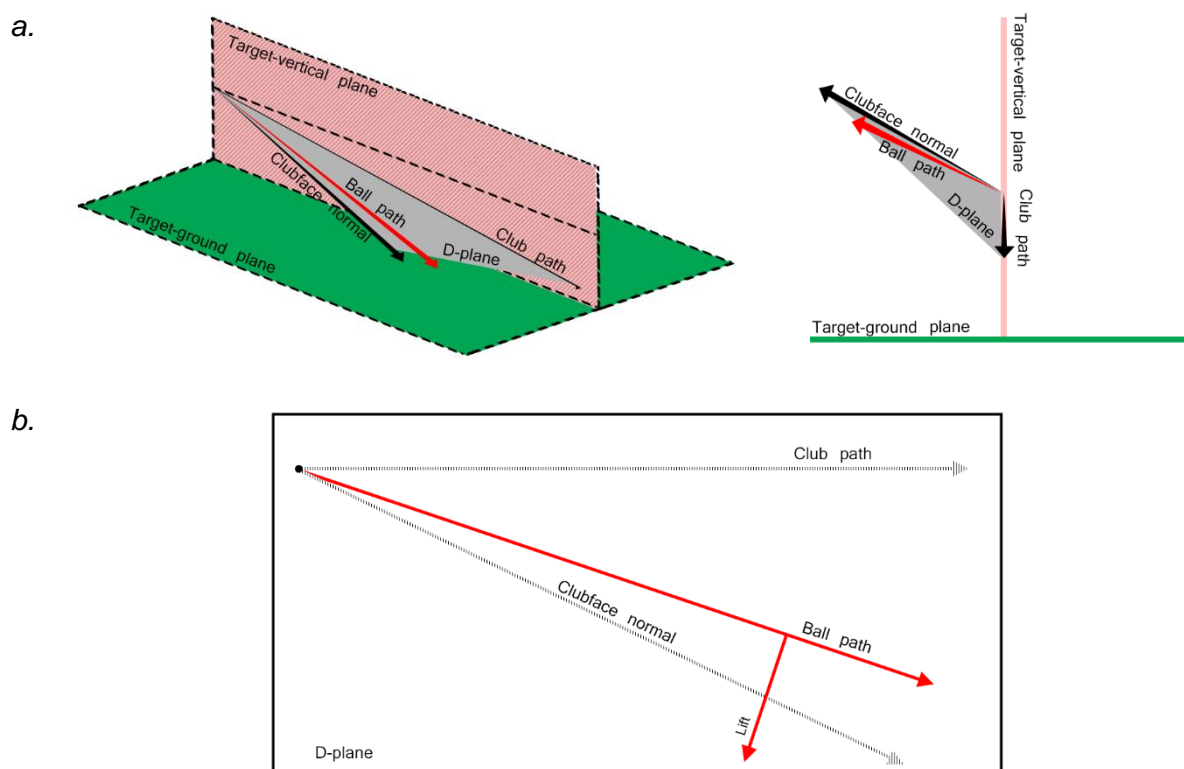 a.
Target-vertical plane
Clubface normal
Ball path
Club path
D-plane
Target-ground plane
Target-vertical plane
Clubface normal
Ball path
D-plane
Club path
Target-ground plane
b.
Club path
Clubface normal
Ball path
Lift
D-plane